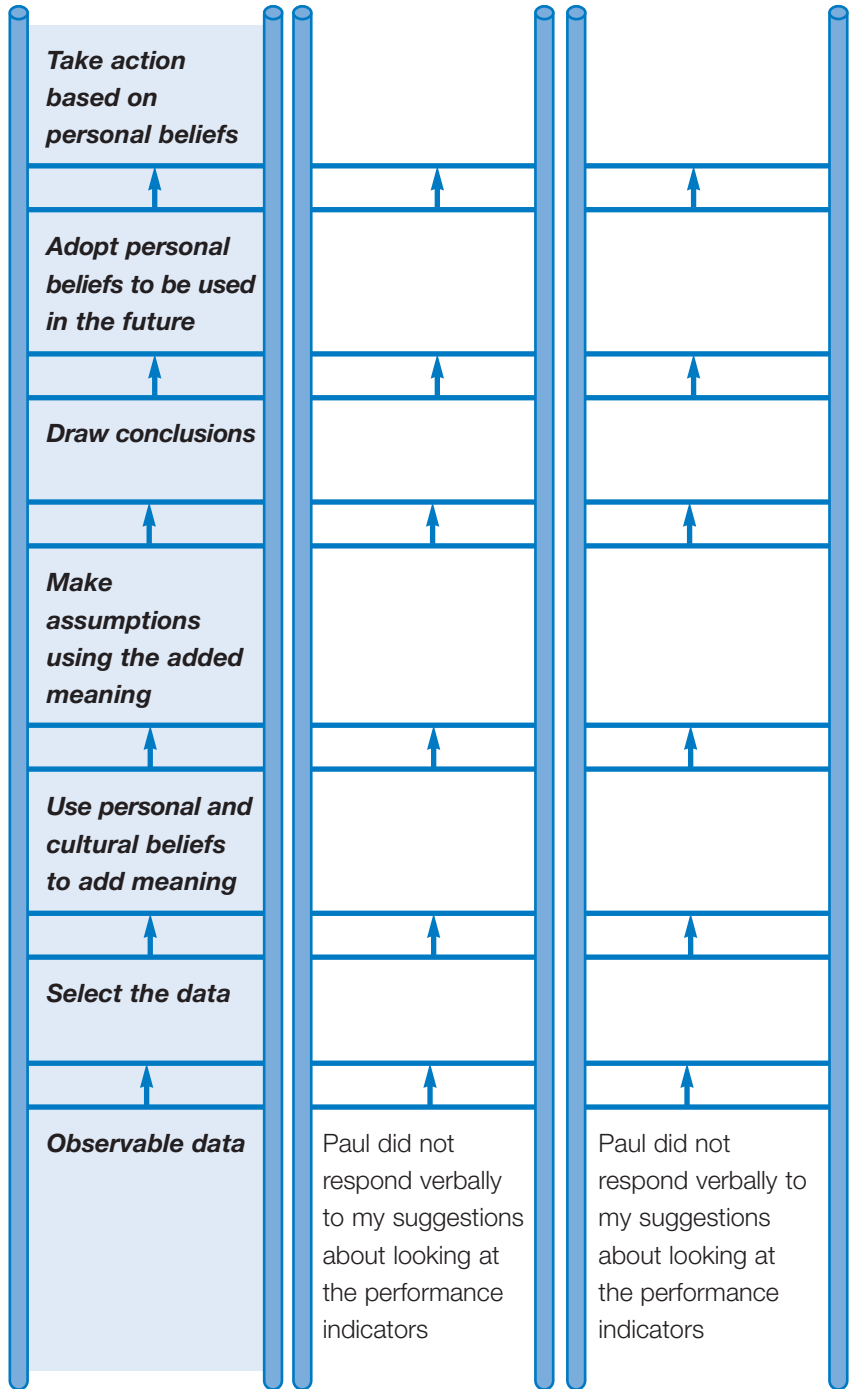 Take action
based on
personal beliefs
Adopt personal
beliefs to be used
in the future
Draw conclusions
Make
assumptions
using the added
meaning
Use personal and
cultural beliefs
to add meaning
Select the data
Observable data
Paul did not
respond verbally
to my suggestions
about looking at
the performance
indicators
Paul did not
respond verbally to
my suggestions
about looking at
the performance
indicators